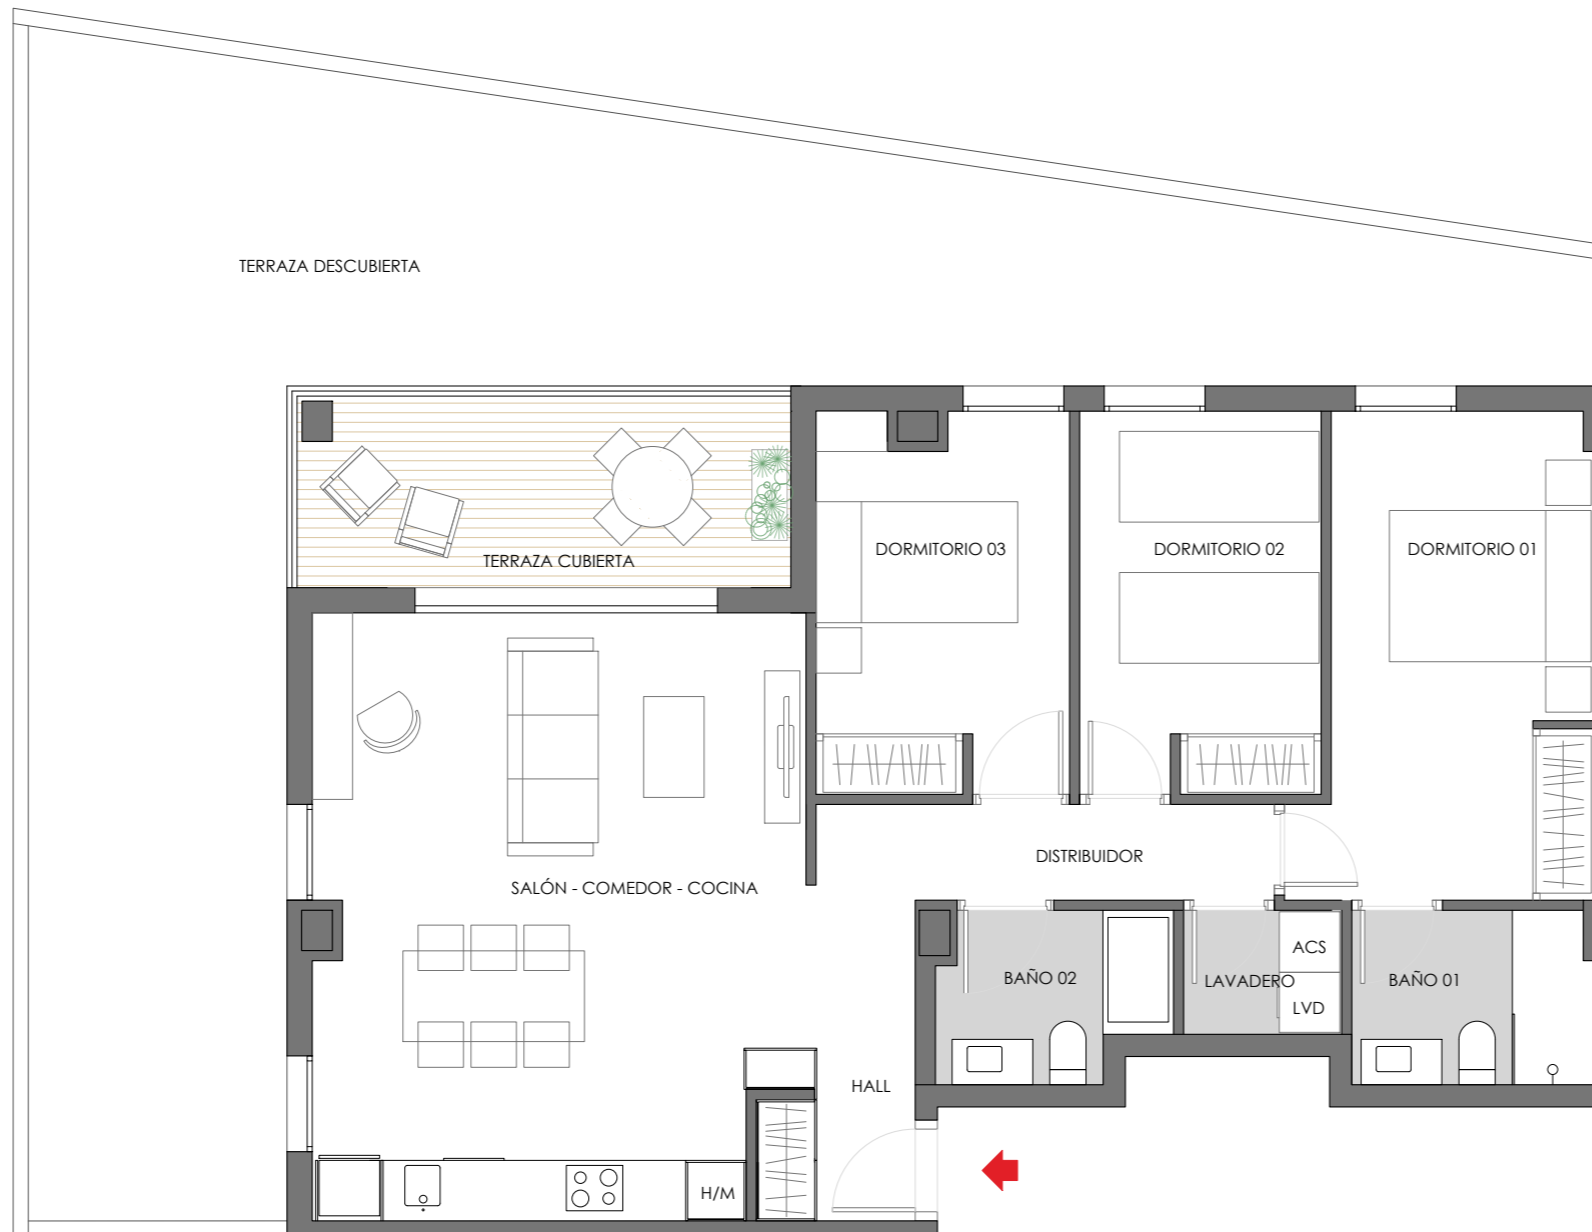 TERRAZA DESCUBIERTA
TERRAZA CUBIERTA
DORMITORIO 03
DORMITORIO 02
DORMITORIO 01
DISTRIBUIDOR
SALÓN - COMEDOR - COCINA
ACS
BAÑO 02
LAVADERO
BAÑO 01
LVD
HALL
H/M